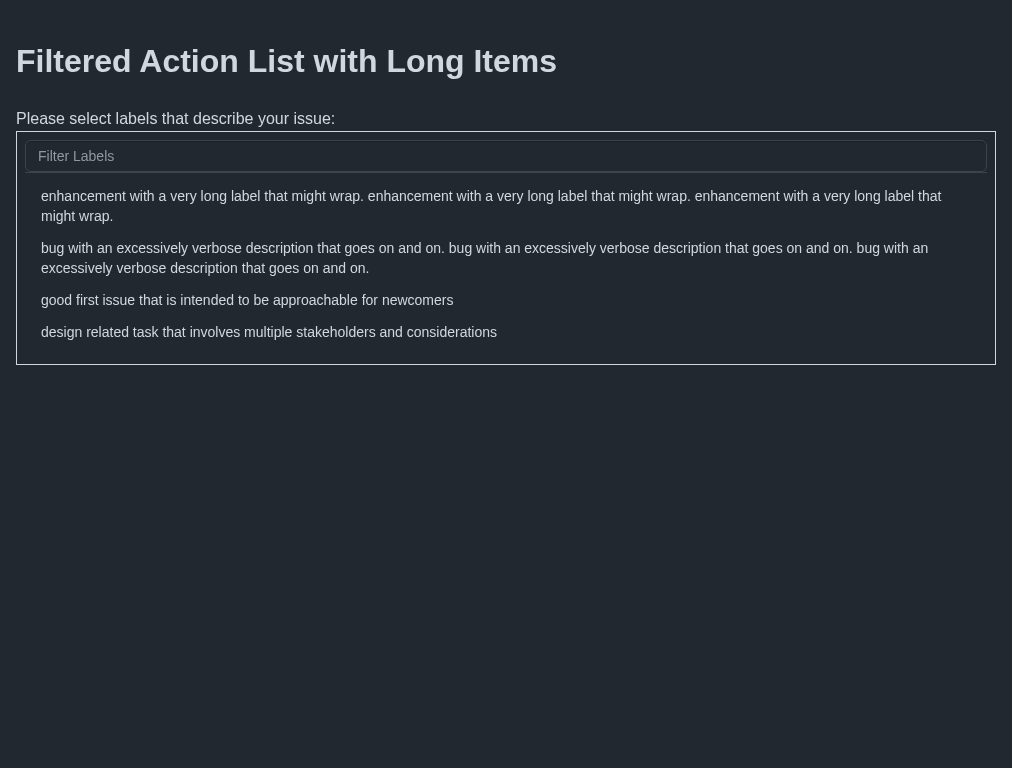 Filtered Action List with Long Items
Please select labels that describe your issue:
Filter Labels
enhancement with a very long label that might wrap. enhancement with a very long label that might wrap. enhancement with a very long label that
might wrap.
bug with an excessively verbose description that goes on and on. bug with an excessively verbose description that goes on and on. bug with an
excessively verbose description that goes on and on.
good first issue that is intended to be approachable for newcomers
design related task that involves multiple stakeholders and considerations